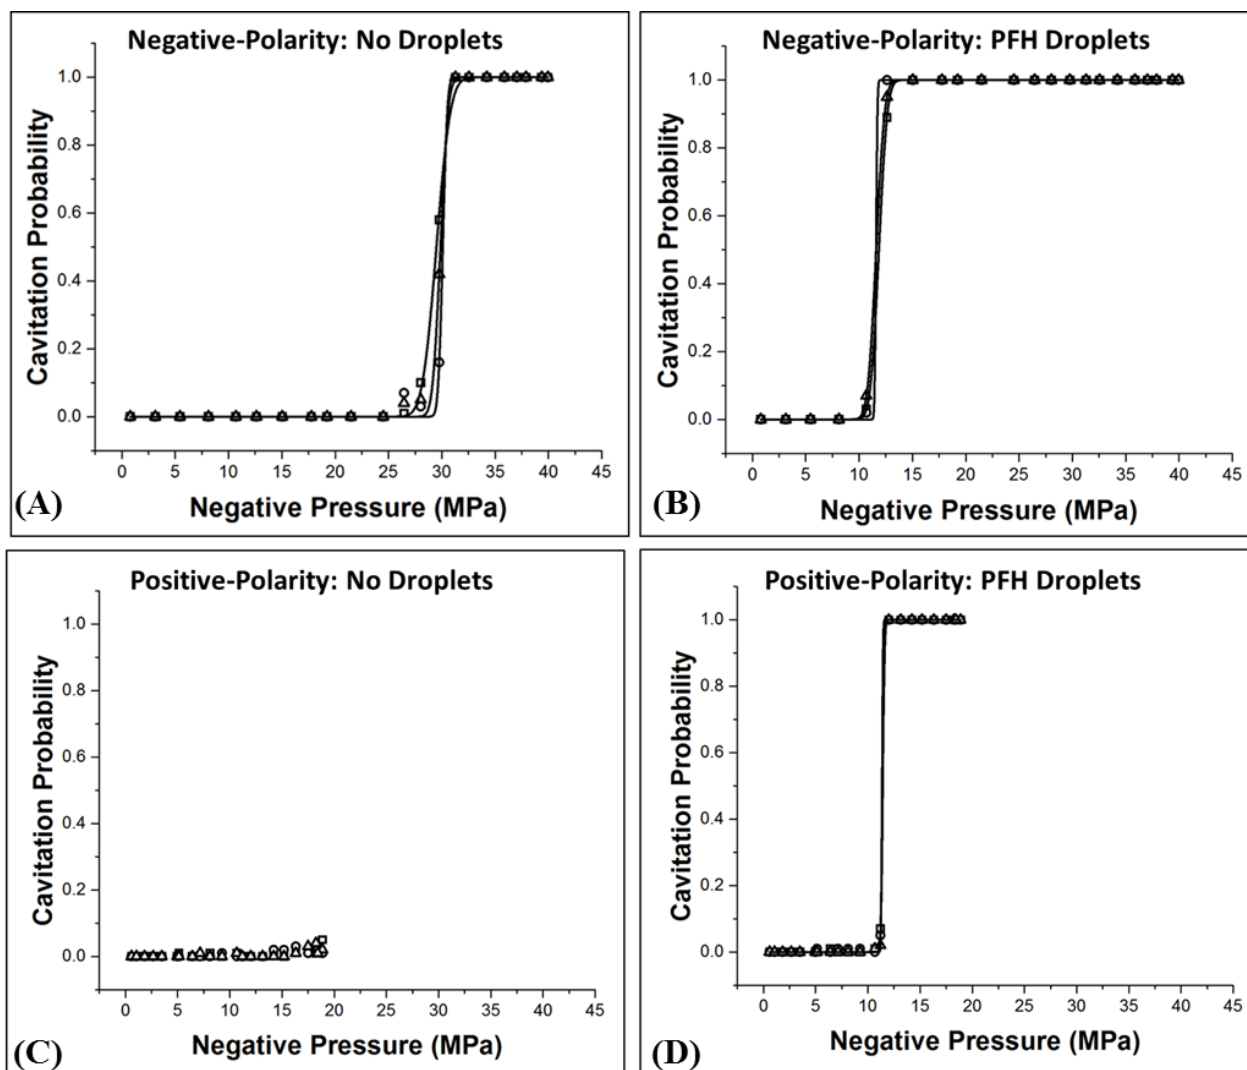 Negative-Polarity: No Droplets
1.0
0.8
0.6
0.4
0.2
0.0
Cavitation Probability
0 5 10 15 20 25 30 35 40 45
Negative Pressure (MPa)
(A)
Negative-Polarity: PFH Droplets
1.0
0.8
0.6
0.4
0.2
0.0
Cavitation Probability
0 5 10 15 20 25 30 35 40 45
Negative Pressure (MPa)
(B)
Positive-Polarity: No Droplets
1.0
0.8
0.6
0.4
0.2
0.0
Cavitation Probability
0 5 10 15 20 25 30 35 40 45
Negative Pressure (MPa)
(C)
Positive-Polarity: PFH Droplets
1.0
0.8
0.6
0.4
0.2
0.0
Cavitation Probability
0 5 10 15 20 25 30 35 40 45
Negative Pressure (MPa)
(D)